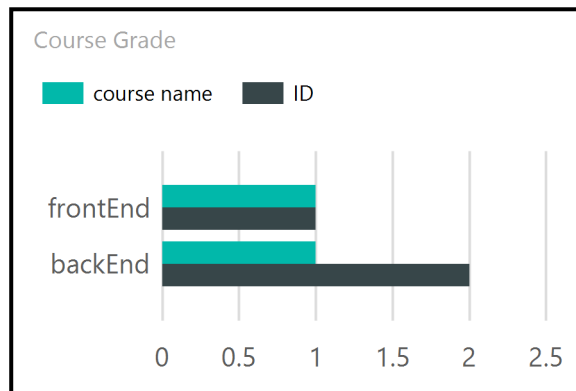 Course Grade
course name ID
frontEnd
backEnd
0 0.5 1 1.5 2 2.5